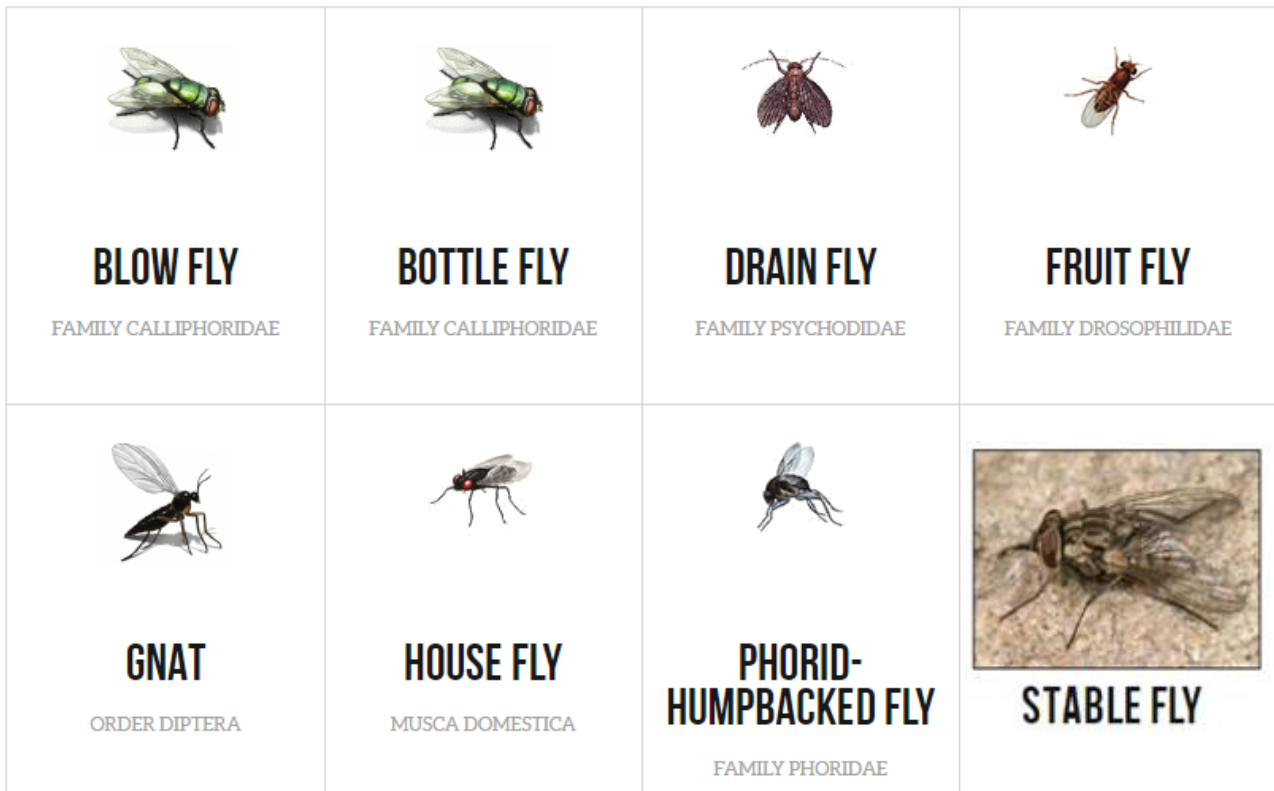 BLOW FLY
FAMILY CALLIPHORIDAE
BOTTLE FLY
FAMILY CALLIPHORIDAE
DRAIN FLY
FAMILY PSYCHODIDAE
FRUIT FLY
FAMILY DROSOPHILIDAE
GNAT
ORDER DIPTERA
HOUSE FLY
MUSCA DOMESTICA
PHORID-
HUMPBACKED FLY
FAMILY PHORIDAE
STABLE FLY